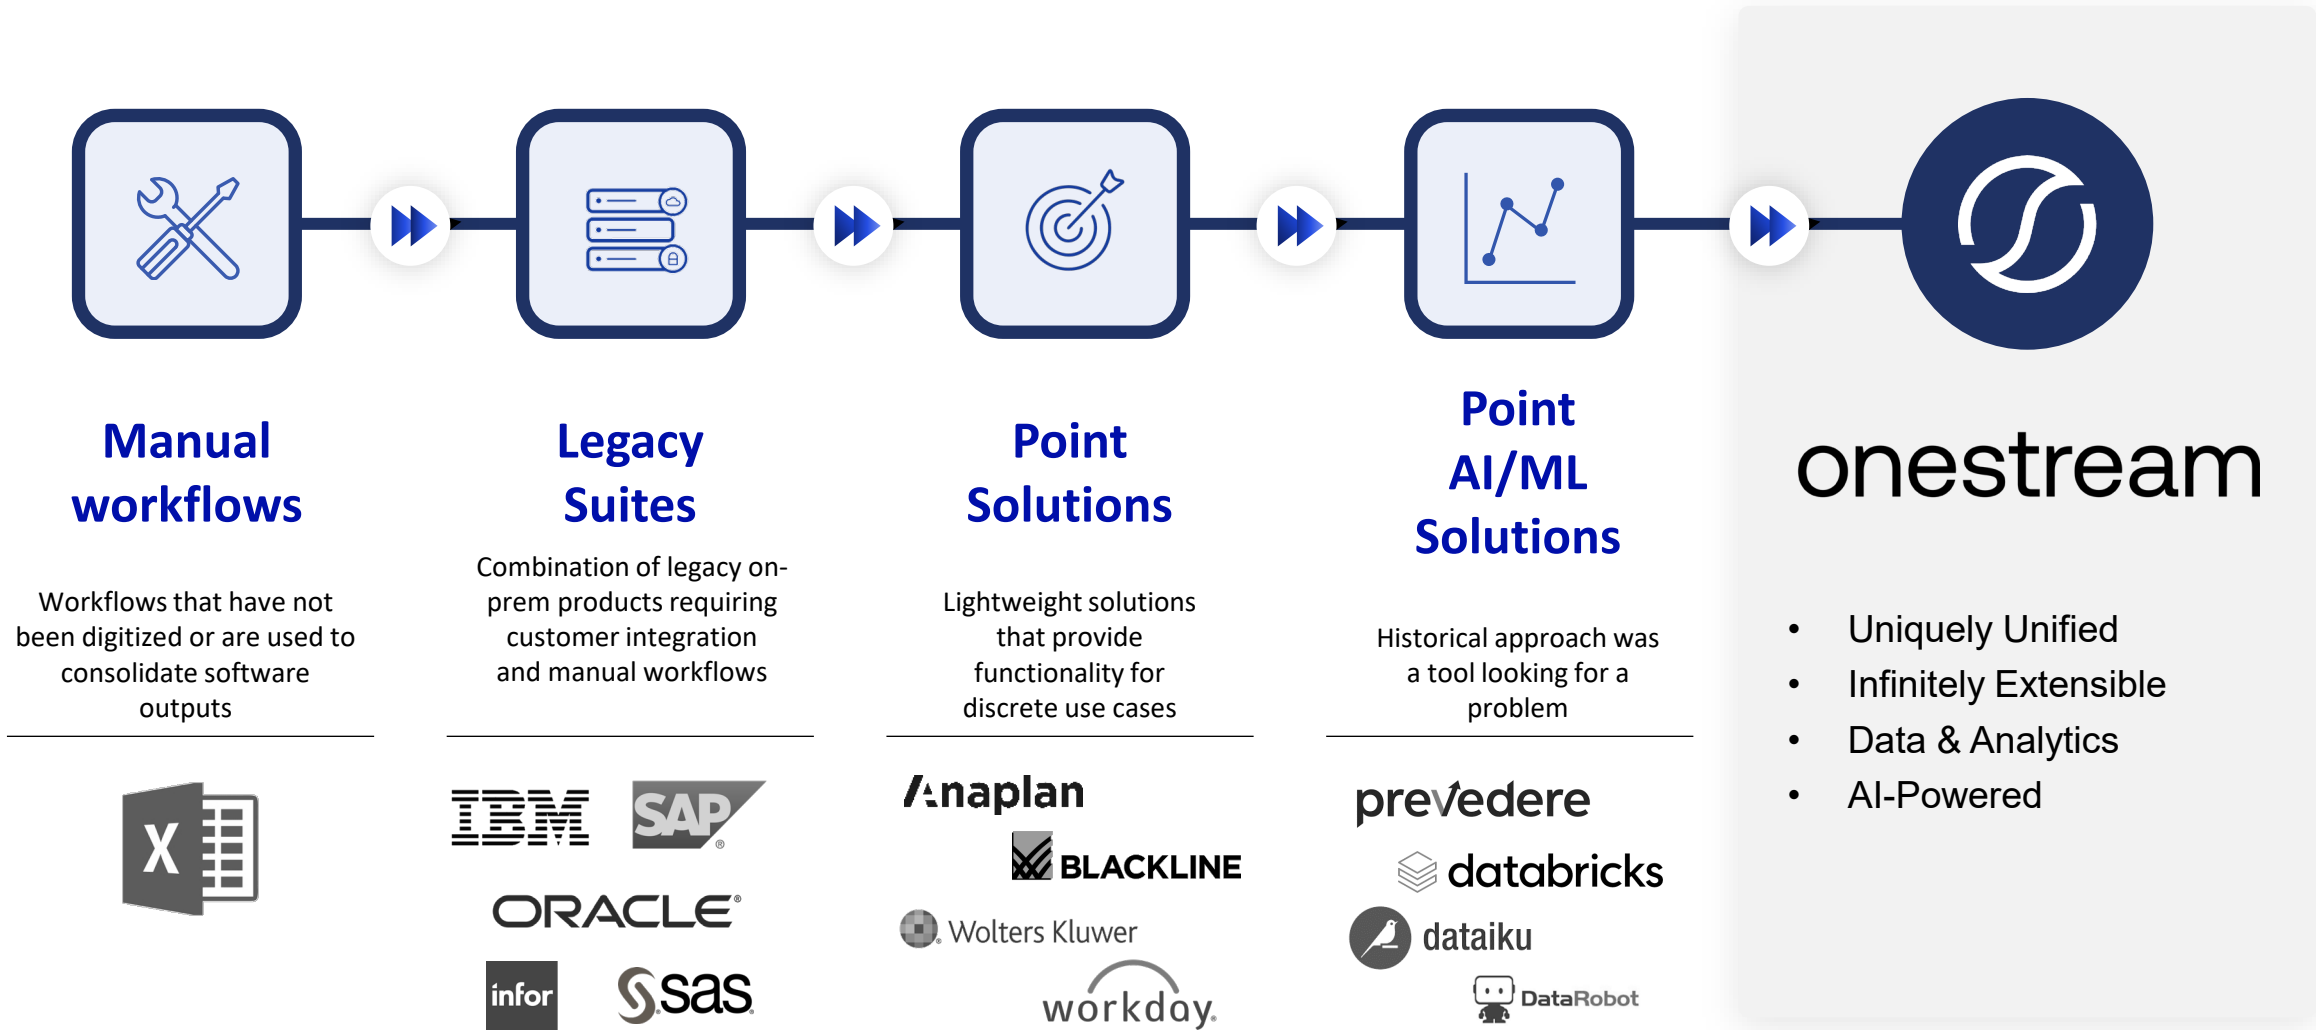 Manual
workflows
Workflows that have not
been digitized or are used to
consolidate software
outputs
X
Legacy
Suites
Combination of legacy on-
prem products requiring
customer integration
and manual workflows
IBM
SAP®
ORACLE®
infor
sas
Point
Solutions
Lightweight solutions
that provide
functionality for
discrete use cases
Anaplan
BLACKLINE
Wolters Kluwer
workday.
Point
AI/ML
Solutions
Historical approach was
a tool looking for a
problem
prevedere
databricks
dataiku
DataRobot
onestream
• Uniquely Unified
• Infinitely Extensible
• Data & Analytics
• AI-Powered